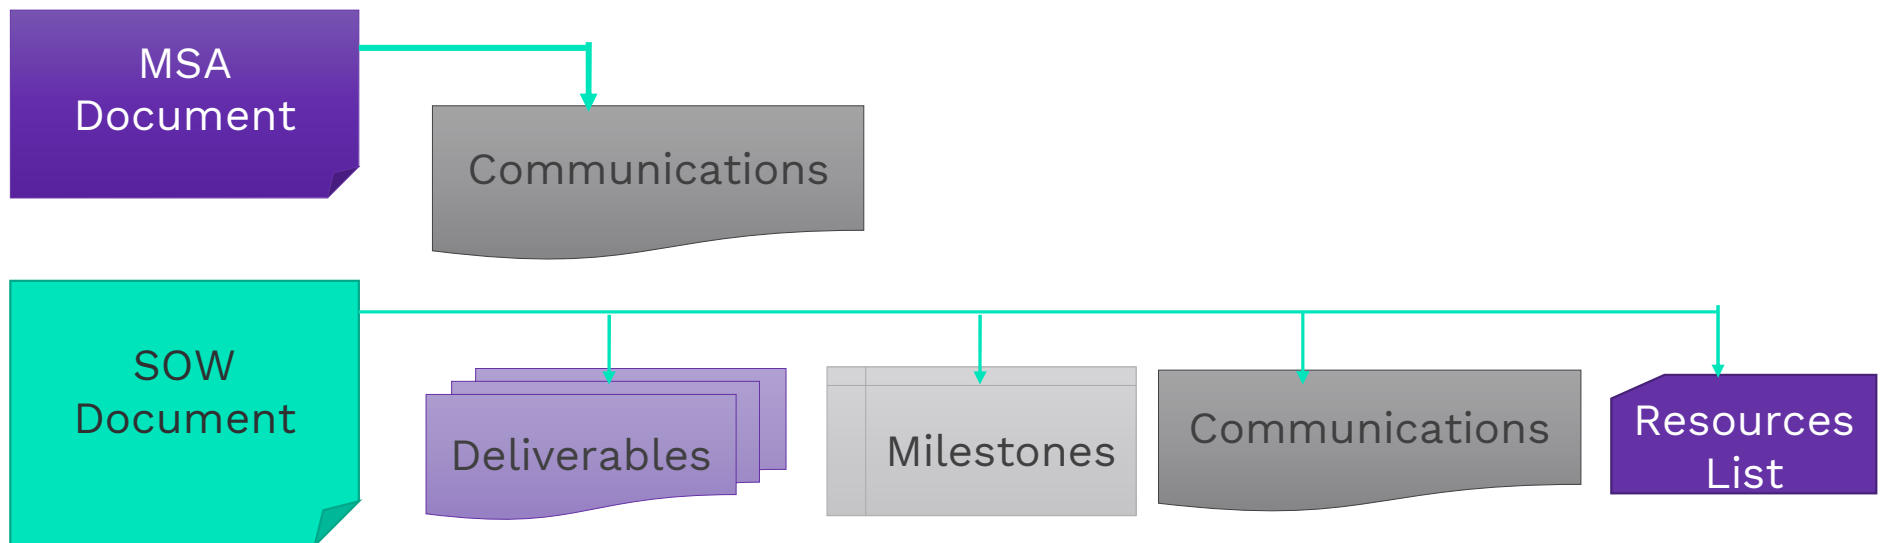 MSA
Document
Communications
SOW
Document
Deliverables
Milestones
Communications
Resources
List